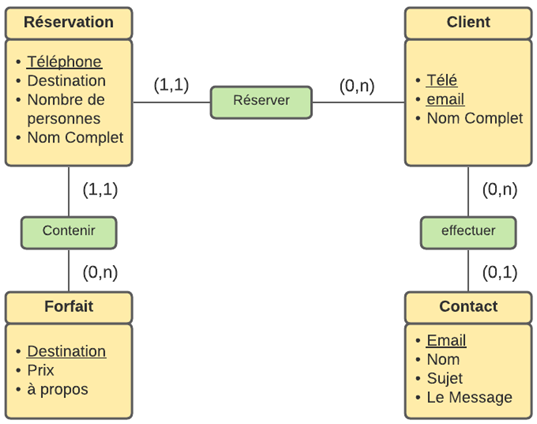 Réservation
• Téléphone
• Destination
• Nombre de
personnes
• Nom Complet
(1,1)
Réserver
(0,n)
Client
• Télé
• email
• Nom Complet
(1,1)
Contenir
(0,n)
(0,n)
effectuer
(0,1)
Forfait
• Destination
• Prix
• à propos
Contact
• Email
• Nom
• Sujet
• Le Message